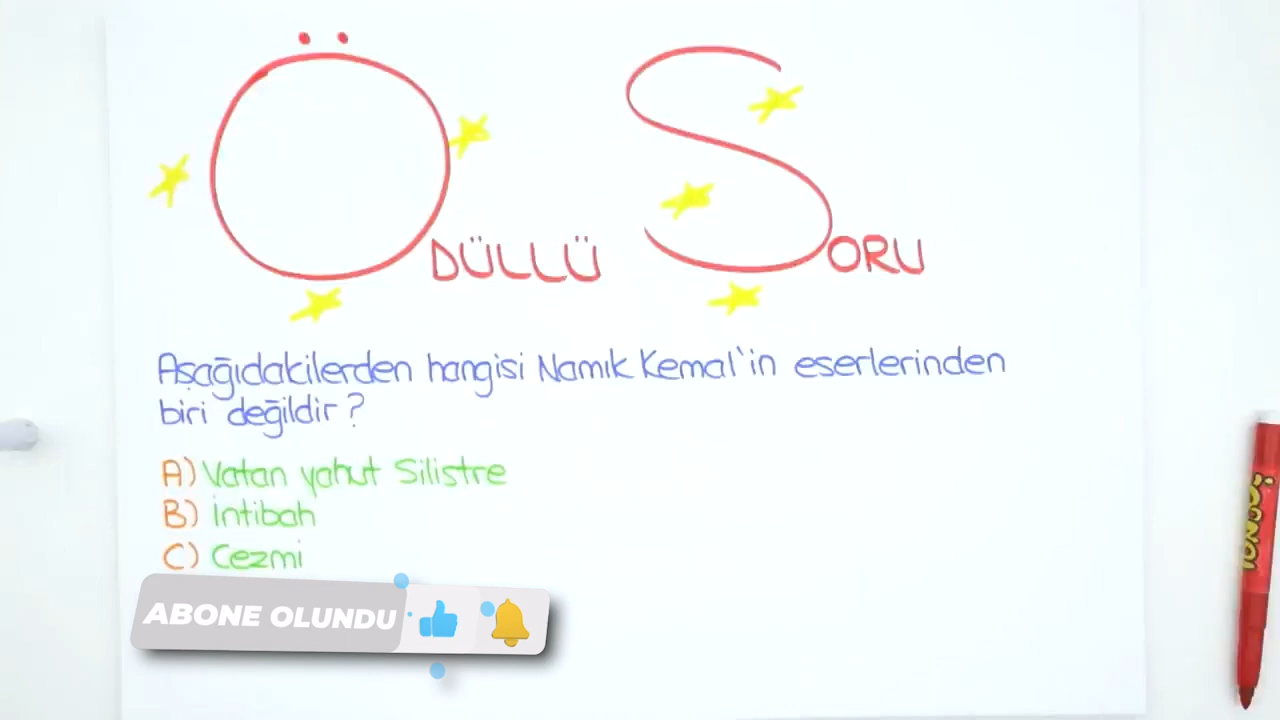 ÖDÜLLÜ SORU
Aşağıdakilerden hangisi Namık Kemal'in eserlerinden
biri değildir?
A) Vatan yahut Silistre
B) İntibah
C) Cezmi
ABONE OLUNDU